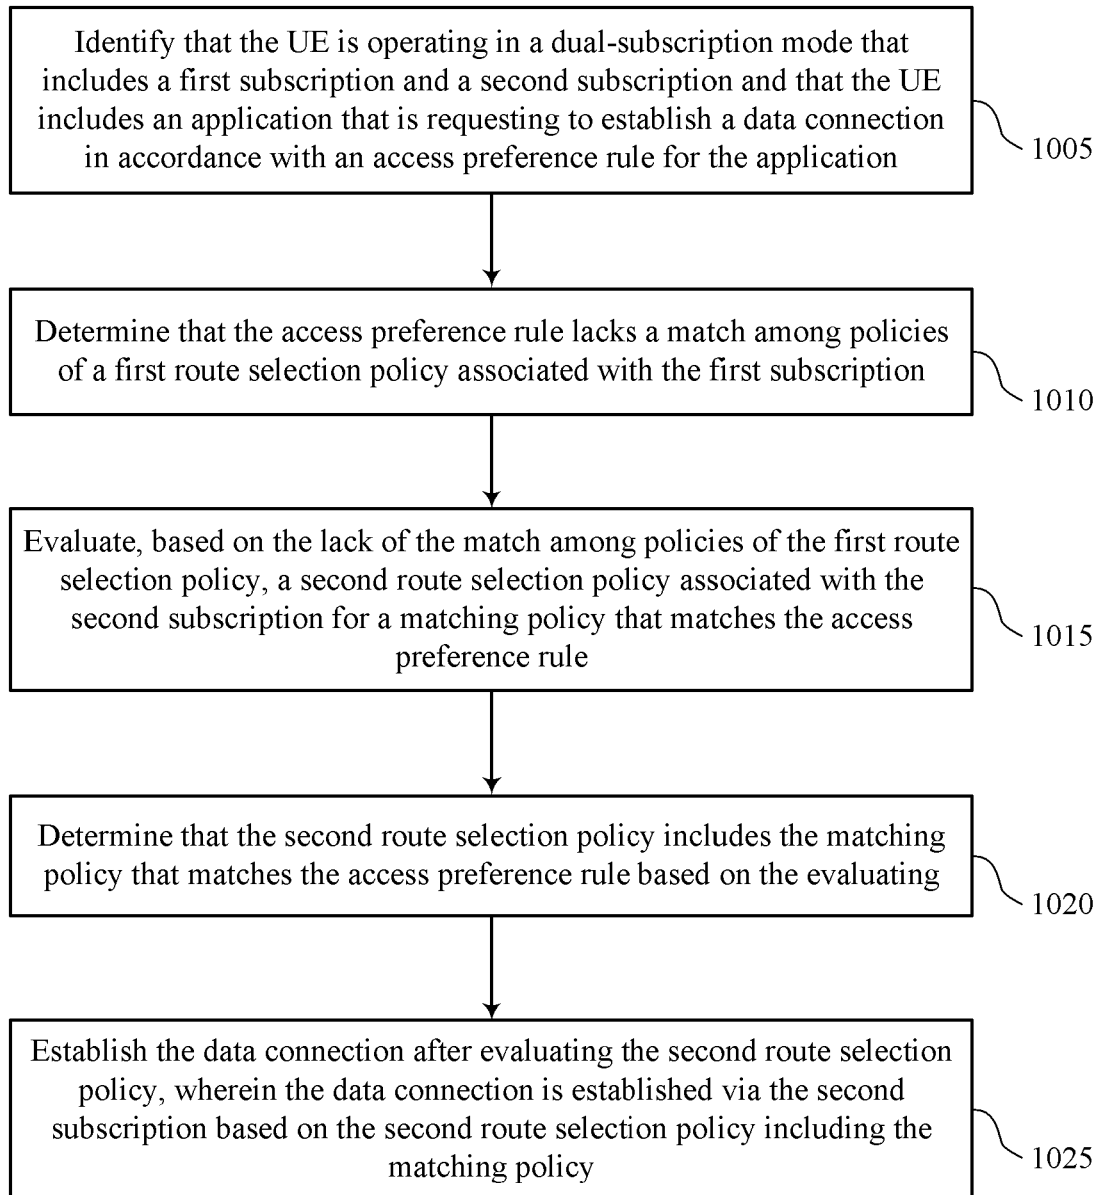 Identify that the UE is operating in a dual-subscription mode that
includes a first subscription and a second subscription and that the UE
includes an application that is requesting to establish a data connection
in accordance with an access preference rule for the application
1005
Determine that the access preference rule lacks a match among policies
of a first route selection policy associated with the first subscription
1010
Evaluate, based on the lack of the match among policies of the first route
selection policy, a second route selection policy associated with the
second subscription for a matching policy that matches the access
preference rule
1015
Determine that the second route selection policy includes the matching
policy that matches the access preference rule based on the evaluating
1020
Establish the data connection after evaluating the second route selection
policy, wherein the data connection is established via the second
subscription based on the second route selection policy including the
matching policy
1025